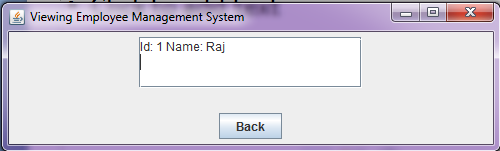 Viewing Employee Management System
Id: 1 Name: Raj
Back